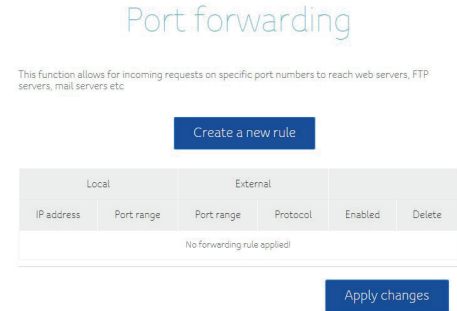 Port forwarding
This function allows for incoming requests on specific port numbers to reach web servers, FTP
servers, mail servers etc
Create a new rule
Local External
IP address Port range Port range Protocol Enabled Delete
No forwarding rule applied!
Apply changes